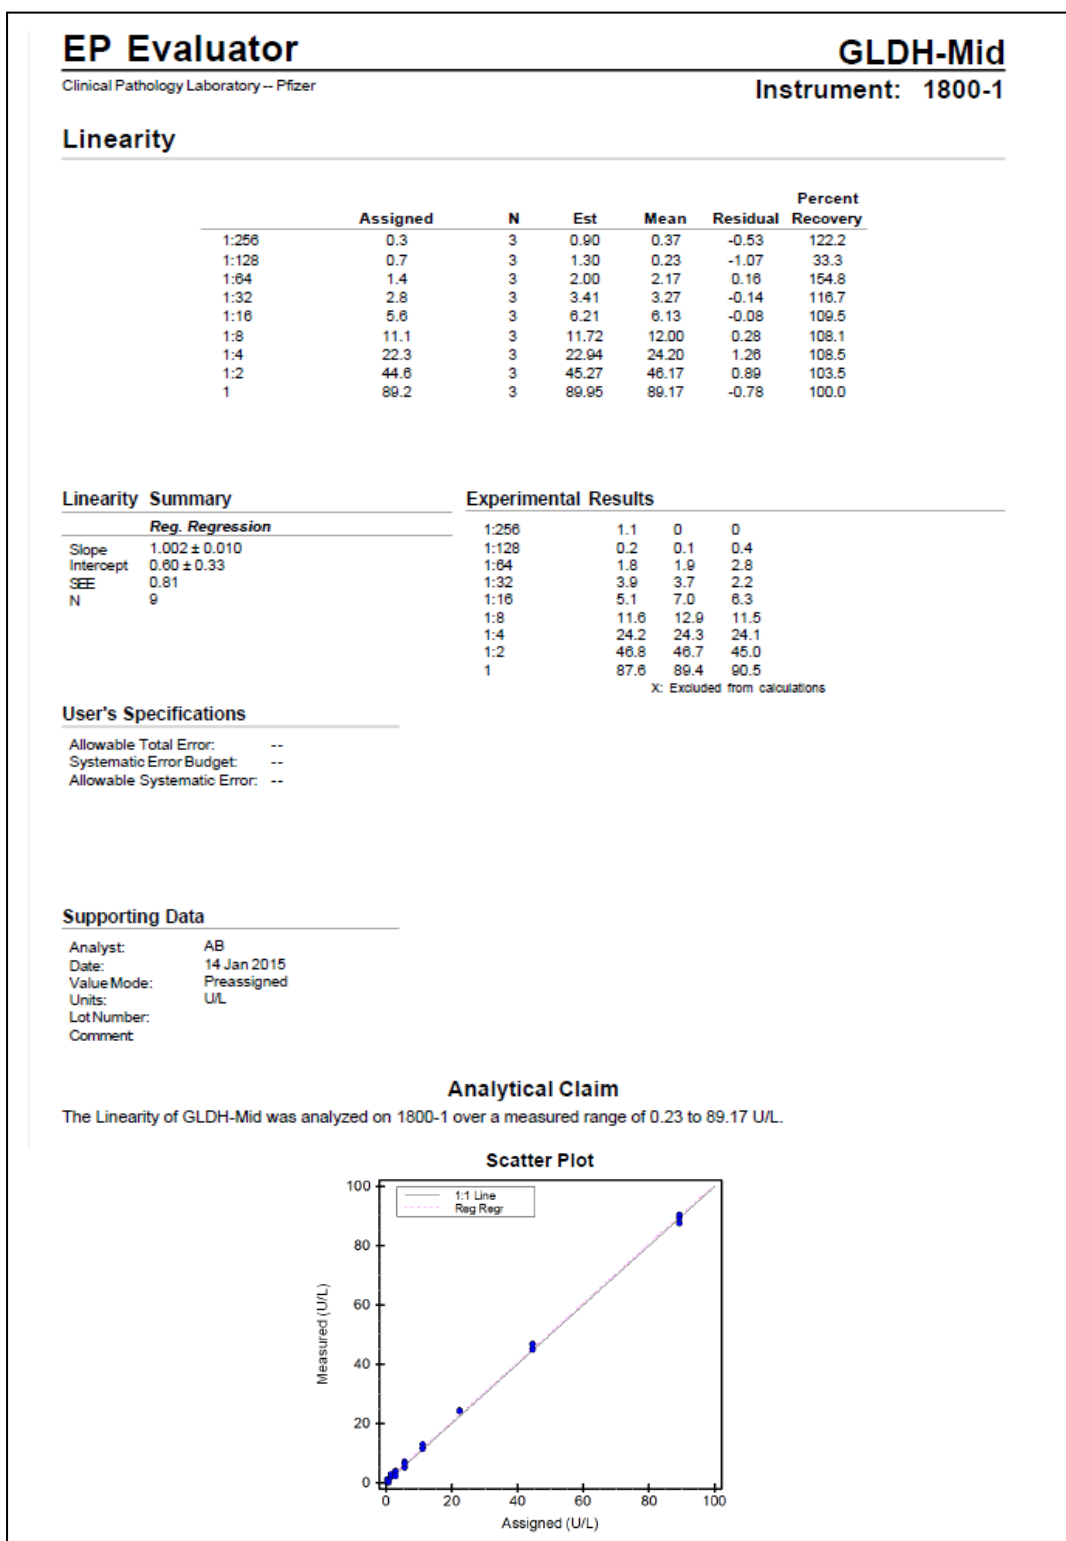 EP Evaluator
GLDH-Mid
Clinical Pathology Laboratory -- Pfizer
Instrument: 1800-1
Linearity
Percent
Assigned N Est Mean Residual Recovery
1:256 0.3 3 0.90 0.37 -0.53 122.2
1:128 0.7 3 1.30 0.23 -1.07 33.3
1:64 1.4 3 2.00 2.17 0.16 154.8
1:32 2.8 3 3.41 3.27 -0.14 116.7
1:16 5.6 3 6.21 6.13 -0.08 109.5
1:8 11.1 3 11.72 12.00 0.28 108.1
1:4 22.3 3 22.94 24.20 1.26 108.5
1:2 44.6 3 45.27 46.17 0.89 103.5
1 89.2 3 89.95 89.17 -0.78 100.0
Linearity Summary
Reg. Regression
Slope 1.002 ± 0.010
Intercept 0.60 ± 0.33
SEE 0.81
N 9
Experimental Results
1:256 1.1 0 0
1:128 0.2 0.1 0.4
1:64 1.8 1.9 2.8
1:32 3.9 3.7 2.2
1:16 5.1 7.0 6.3
1:8 11.6 12.9 11.5
1:4 24.2 24.3 24.1
1:2 46.8 46.7 45.0
1 87.6 89.4 90.5
X: Excluded from calculations
User's Specifications
Allowable Total Error: --
Systematic Error Budget: --
Allowable Systematic Error: --
Supporting Data
Analyst: AB
Date: 14 Jan 2015
Value Mode: Preassigned
Units: U/L
Lot Number:
Comment:
Analytical Claim
The Linearity of GLDH-Mid was analyzed on 1800-1 over a measured range of 0.23 to 89.17 U/L.
Scatter Plot
1:1 Line
Reg Regr
100
80
60
40
20
0
Measured (U/L)
0 20 40 60 80 100
Assigned (U/L)